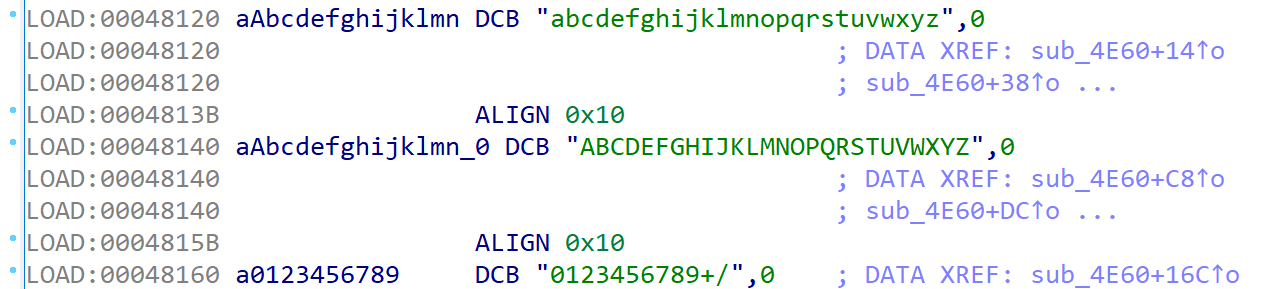 LOAD:00048120 aAbcdefghijklmn DCB "abcdefghijklmnopqrstuvwxyz",0
LOAD:00048120 ; DATA XREF: sub_4E60+14↑o
LOAD:00048120 ; sub_4E60+38↑o ...
LOAD:0004813B ALIGN 0x10
LOAD:00048140 aAbcdefghijklmn_0 DCB "ABCDEFGHIJKLMNOPQRSTUVWXYZ",0
LOAD:00048140 ; DATA XREF: sub_4E60+C8↑o
LOAD:00048140 ; sub_4E60+DC↑o ...
LOAD:0004815B ALIGN 0x10
LOAD:00048160 a0123456789 DCB "0123456789+/",0 ; DATA XREF: sub_4E60+16C↑o